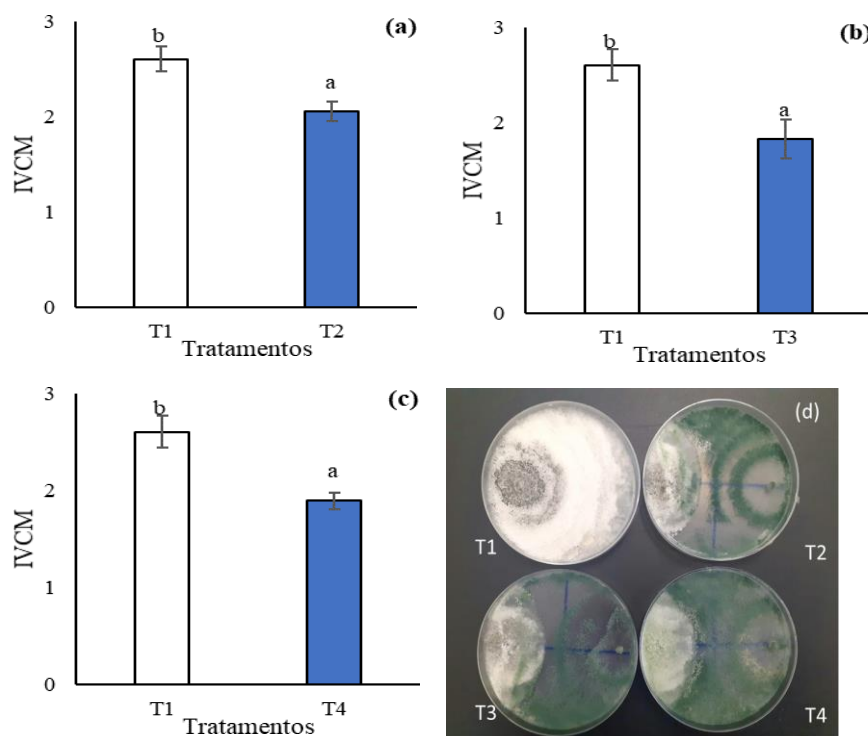 (a)
IVCM
3
2
1
0
b
a
T1
T2
Tratamentos
(b)
IVCM
3
2
1
0
b
a
T1
T3
Tratamentos
(c)
IVCM
3
2
1
0
b
a
T1
T4
Tratamentos
(d)
T1
T2
T3
T4